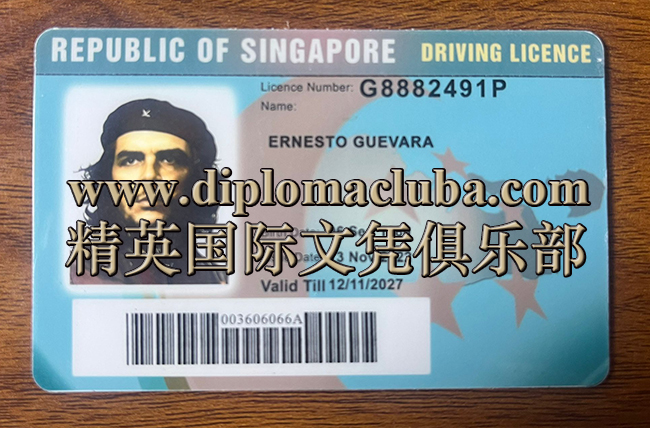 REPUBLIC OF SINGAPORE DRIVING LICENCE
Licence Number: G8882491P
Name:
ERNESTO GUEVARA
www.diplomacluba.com
精英国际文凭俱乐部
Valid Till 12/11/2027
003606066A